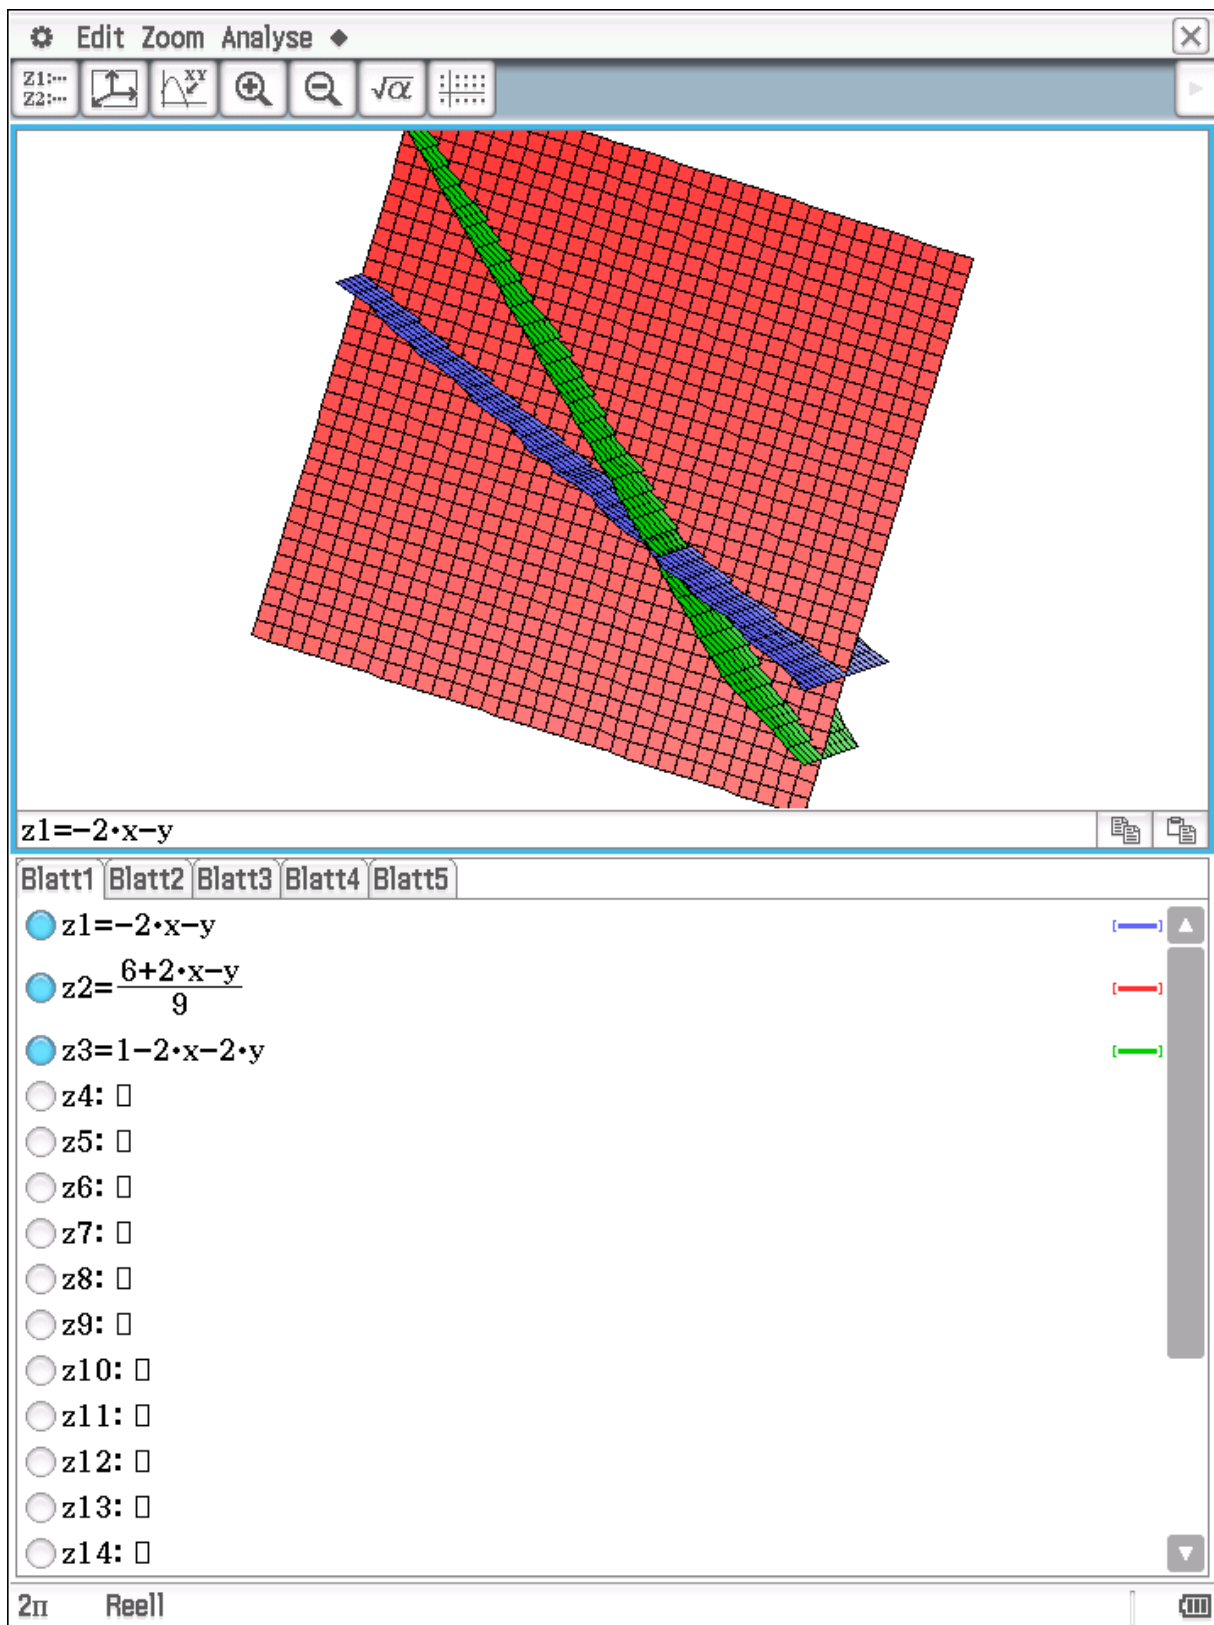 Edit Zoom Analyse
Z1:··· Z2:··· XY √α
z1=−2·x−y
Blatt1 Blatt2 Blatt3 Blatt4 Blatt5
z1=−2·x−y
z2=(6+2·x−y)/9
z3=1−2·x−2·y
z4: □
z5: □
z6: □
z7: □
z8: □
z9: □
z10: □
z11: □
z12: □
z13: □
z14: □
2π Reell